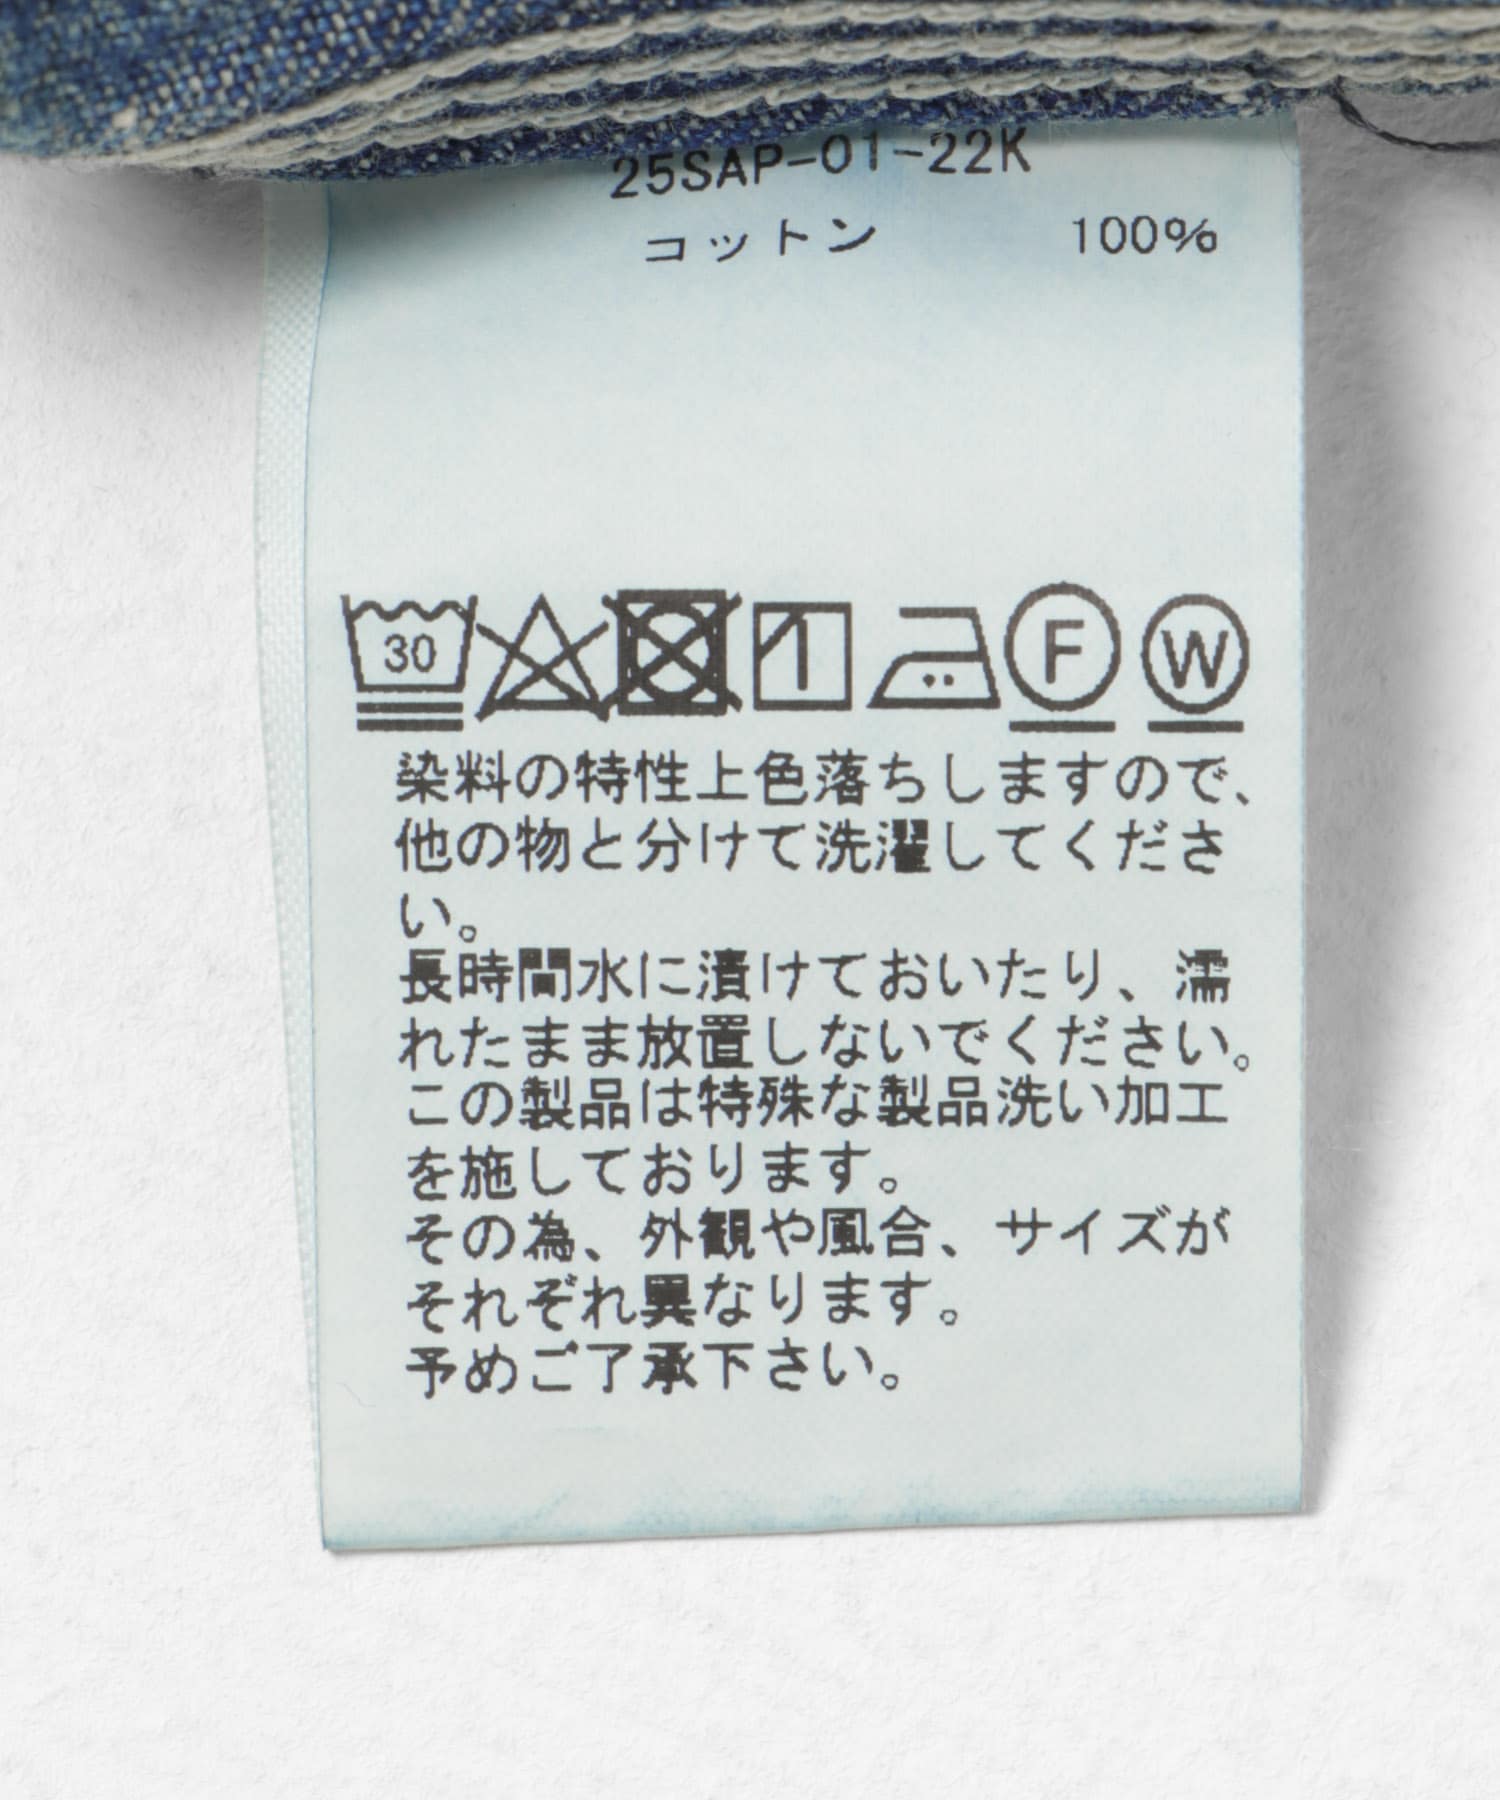 25SAP-01-22K
コットン 100%
30
F W
染料の特性上色落ちしますので、
他の物と分けて洗濯してくださ
い。
長時間水に漬けておいたり、濡
れたまま放置しないでください。
この製品は特殊な製品洗い加工
を施しております。
その為、外観や風合、サイズが
それぞれ異なります。
予めご了承下さい。